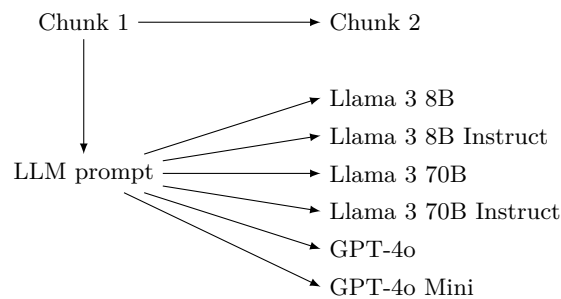 Chunk 1
Chunk 2
Llama 3 8B
Llama 3 8B Instruct
LLM prompt
Llama 3 70B
Llama 3 70B Instruct
GPT-4o
GPT-4o Mini